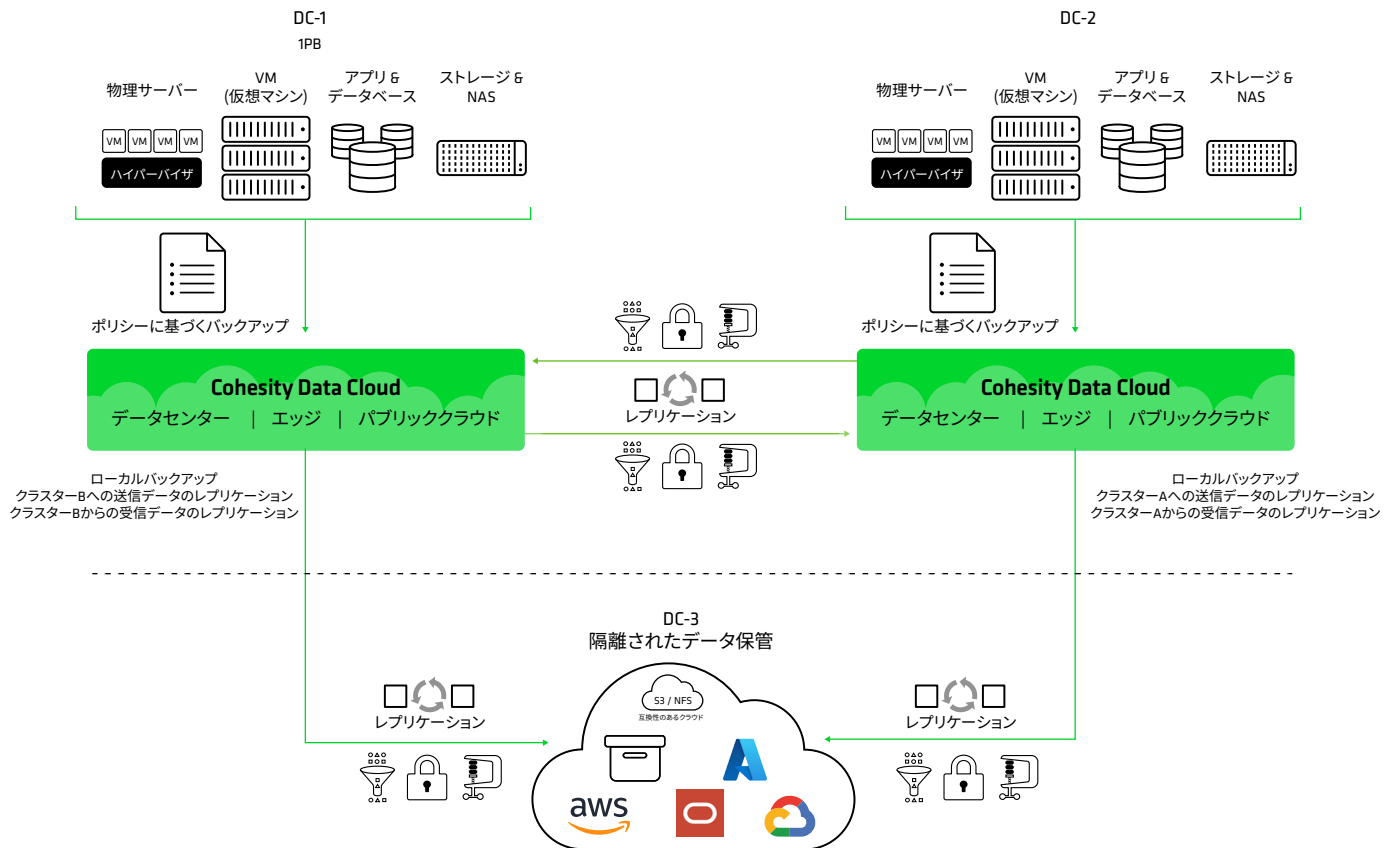 DC-1
1PB
物理サーバー
VM
(仮想マシン)
アプリ &
データベース
ストレージ &
NAS
VM VM VM VM
ハイパーバイザ
ポリシーに基づくバックアップ
Cohesity Data Cloud
データセンター | エッジ | パブリッククラウド
ローカルバックアップ
クラスターBへの送信データのレプリケーション
クラスターBからの受信データのレプリケーション
レプリケーション
DC-2
物理サーバー
VM
(仮想マシン)
アプリ &
データベース
ストレージ &
NAS
VM VM VM VM
ハイパーバイザ
ポリシーに基づくバックアップ
Cohesity Data Cloud
データセンター | エッジ | パブリッククラウド
ローカルバックアップ
クラスターAへの送信データのレプリケーション
クラスターAからの受信データのレプリケーション
DC-3
隔離されたデータ保管
レプリケーション
S3 / NFS
互換性のあるクラウド
aws
レプリケーション